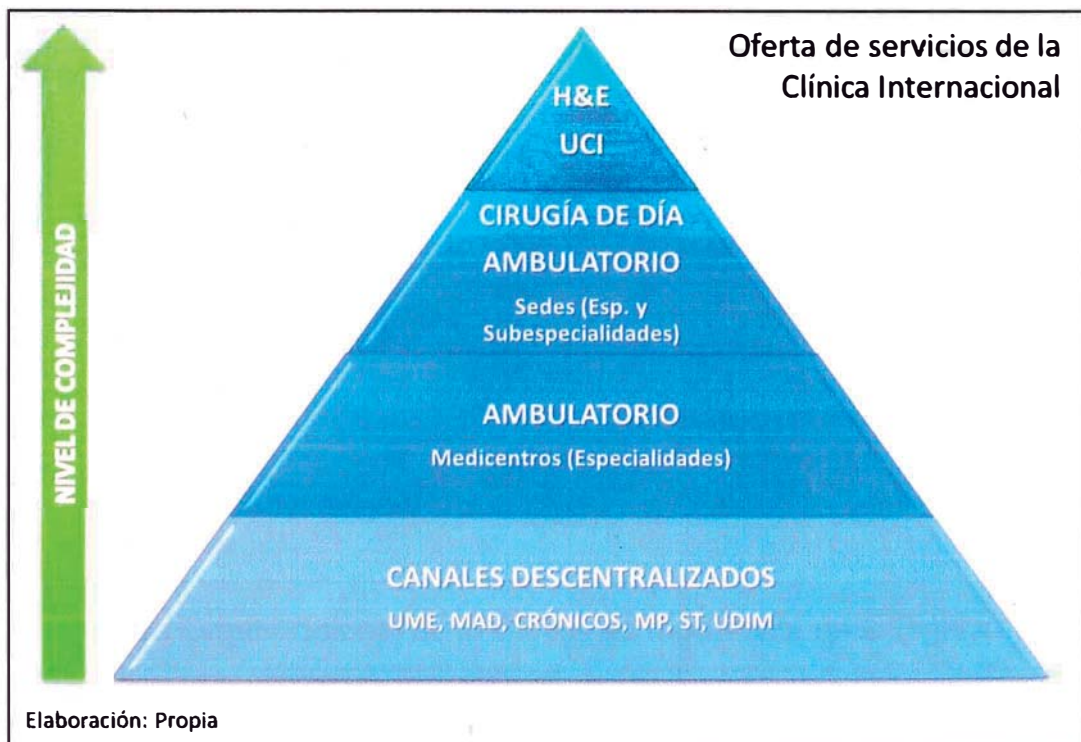 Oferta de servicios de la
Clínica Internacional
NIVEL DE COMPLEJIDAD
H&E
UCI
CIRUGÍA DE DÍA
AMBULATORIO
Sedes (Esp. y
Subespecialidades)
AMBULATORIO
Medicentros (Especialidades)
CANALES DESCENTRALIZADOS
UME, MAD, CRÓNICOS, MP, ST, UDIM
Elaboración: Propia